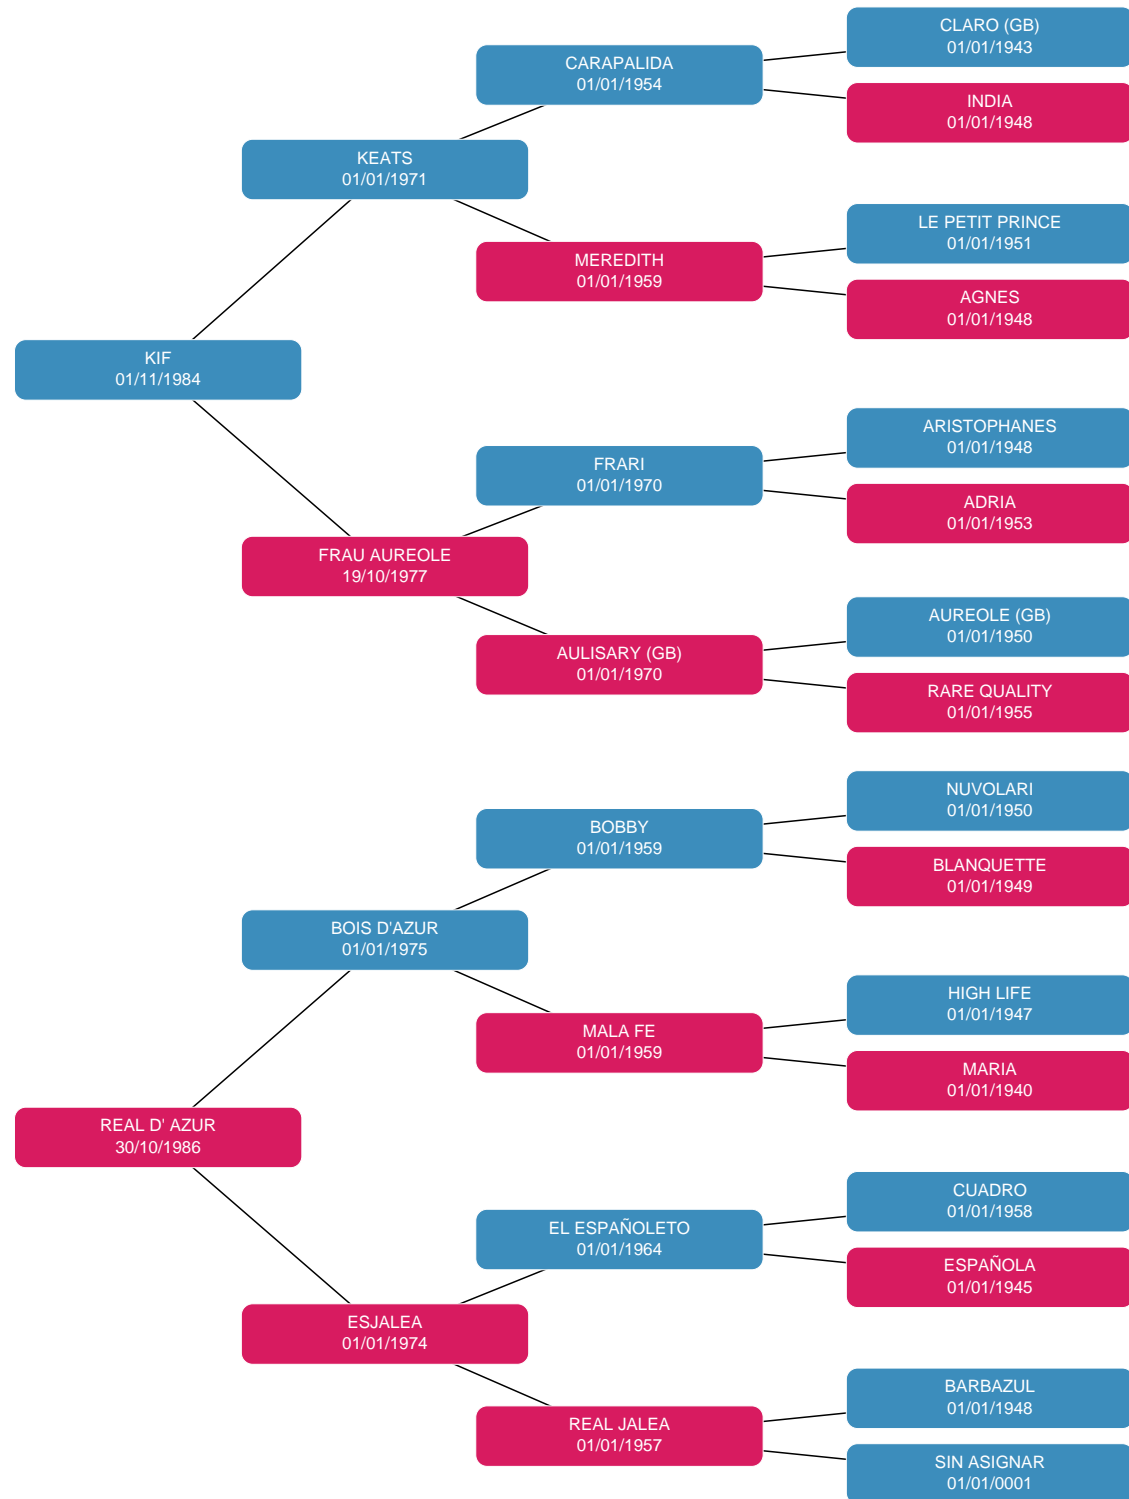 CLARO (GB)
01/01/1943
CARAPALIDA
01/01/1954
INDIA
01/01/1948
KEATS
01/01/1971
LE PETIT PRINCE
01/01/1951
MEREDITH
01/01/1959
AGNES
01/01/1948
KIF
01/11/1984
ARISTOPHANES
01/01/1948
FRARI
01/01/1970
ADRIA
01/01/1953
FRAU AUREOLE
19/10/1977
AUREOLE (GB)
01/01/1950
AULISARY (GB)
01/01/1970
RARE QUALITY
01/01/1955
NUVOLARI
01/01/1950
BOBBY
01/01/1959
BLANQUETTE
01/01/1949
BOIS D'AZUR
01/01/1975
HIGH LIFE
01/01/1947
MALA FE
01/01/1959
MARIA
01/01/1940
REAL D' AZUR
30/10/1986
CUADRO
01/01/1958
EL ESPAÑOLETO
01/01/1964
ESPAÑOLA
01/01/1945
ESJALEA
01/01/1974
BARBAZUL
01/01/1948
REAL JALEA
01/01/1957
SIN ASIGNAR
01/01/0001